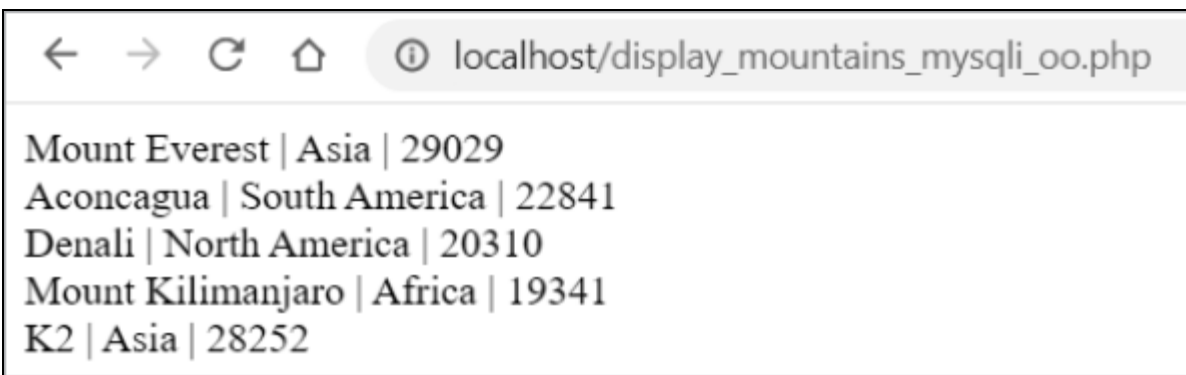 localhost/display_mountains_mysqli_oo.php
Mount Everest | Asia | 29029
Aconcagua | South America | 22841
Denali | North America | 20310
Mount Kilimanjaro | Africa | 19341
K2 | Asia | 28252